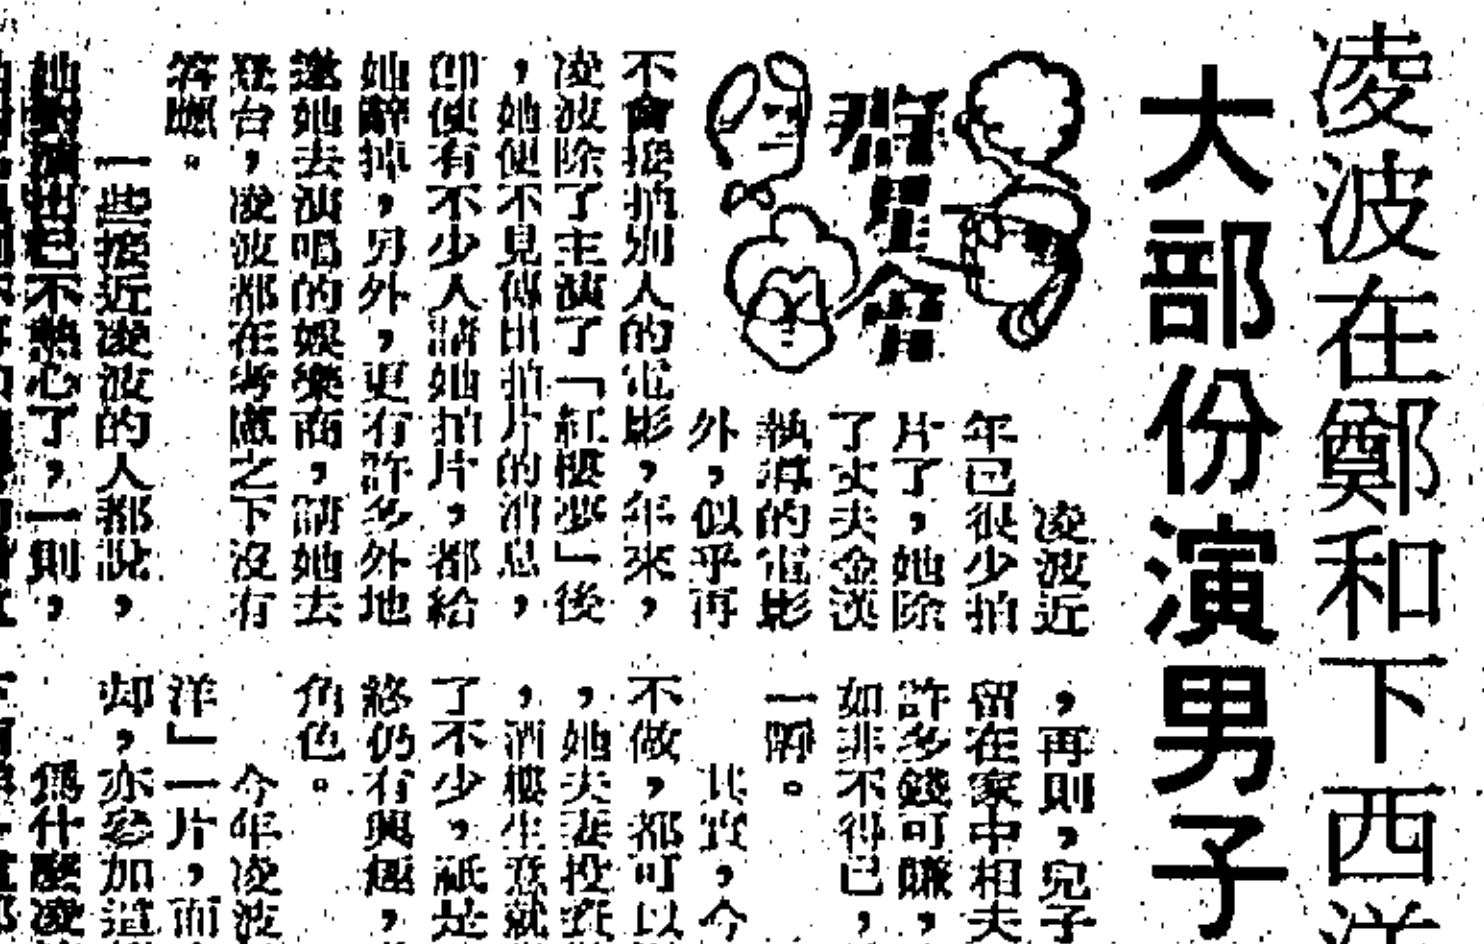 凌波在鄭和下西洋
大部份演男子
群星會
凌波近
年已很少拍
片了，她除
了丈夫金漢
執導的電影
外，似乎再
不會接拍別人的電影，年來，
凌波除了主演了「紅樓夢」後
，她便不見傳出拍片的消息，
卽使有不少人請她拍片，都給
她辭掉，另外，更有許多外地
邀她去演唱的娛樂商，請她去
登台，凌波都在考慮之下沒有
答應。
一些接近凌波的人都說，
她對演出已不熱心了，一則，
，再則，兒子
留在家中相夫
許多錢可賺，
如非不得已，
一瞬。
其實，今
不做，都可以
，她夫妻投資
，酒樓生意就
了不少，祇是
終仍有興趣，
角色。
今年凌波
洋」一片，而
却，亦參加這
爲什麼凌